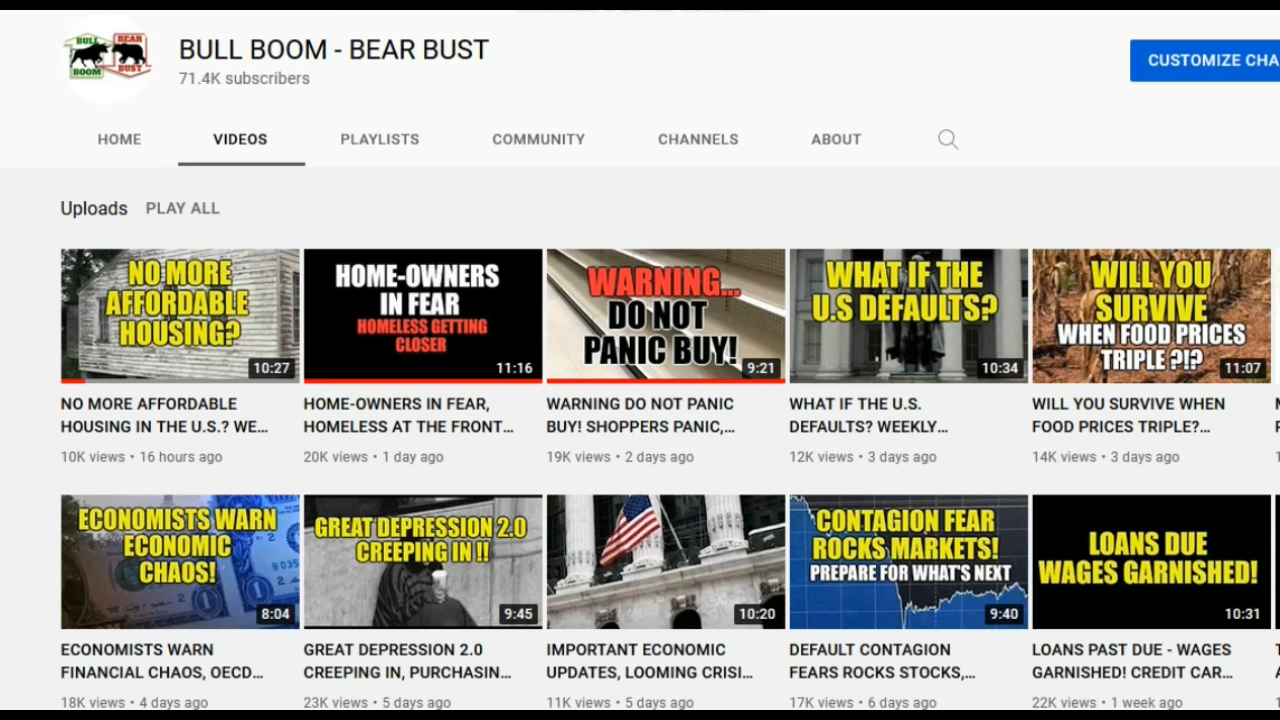 BULL BOOM
BEAR BUST
BULL BOOM - BEAR BUST
71.4K subscribers
CUSTOMIZE CHA
HOME VIDEOS PLAYLISTS COMMUNITY CHANNELS ABOUT
Uploads PLAY ALL
NO MORE
AFFORDABLE
HOUSING?
10:27
HOME-OWNERS
IN FEAR
HOMELESS GETTING
CLOSER
11:16
WARNING...
DO NOT
PANIC BUY!
9:21
WHAT IF THE
U.S DEFAULTS?
10:34
WILL YOU
SURVIVE
WHEN FOOD PRICES
TRIPLE ?!?
11:07
NO MORE AFFORDABLE
HOUSING IN THE U.S.? WE...
10K views • 16 hours ago
HOME-OWNERS IN FEAR,
HOMELESS AT THE FRONT...
20K views • 1 day ago
WARNING DO NOT PANIC
BUY! SHOPPERS PANIC,...
19K views • 2 days ago
WHAT IF THE U.S.
DEFAULTS? WEEKLY...
12K views • 3 days ago
WILL YOU SURVIVE WHEN
FOOD PRICES TRIPLE?...
14K views • 3 days ago
ECONOMISTS WARN
ECONOMIC
CHAOS!
8:04
GREAT DEPRESSION 2.0
CREEPING IN !!
9:45
10:20
CONTAGION FEAR
ROCKS MARKETS!
PREPARE FOR WHAT'S NEXT
9:40
LOANS DUE
WAGES GARNISHED!
10:31
ECONOMISTS WARN
FINANCIAL CHAOS, OECD...
18K views • 4 days ago
GREAT DEPRESSION 2.0
CREEPING IN, PURCHASIN...
23K views • 5 days ago
IMPORTANT ECONOMIC
UPDATES, LOOMING CRISI...
11K views • 5 days ago
DEFAULT CONTAGION
FEARS ROCKS STOCKS,...
17K views • 6 days ago
LOANS PAST DUE - WAGES
GARNISHED! CREDIT CAR...
22K views • 1 week ago